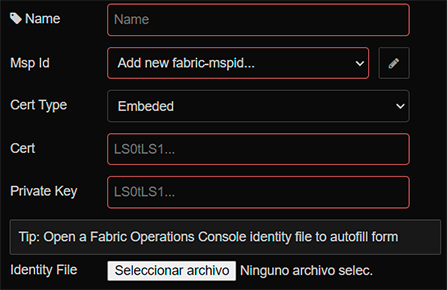 Name
Name
Msp Id
Add new fabric-mspid...
Cert Type
Embeded
Cert
LS0tLS1...
Private Key
LS0tLS1...
Tip: Open a Fabric Operations Console identity file to autofill form
Identity File
Seleccionar archivo
Ninguno archivo selec.